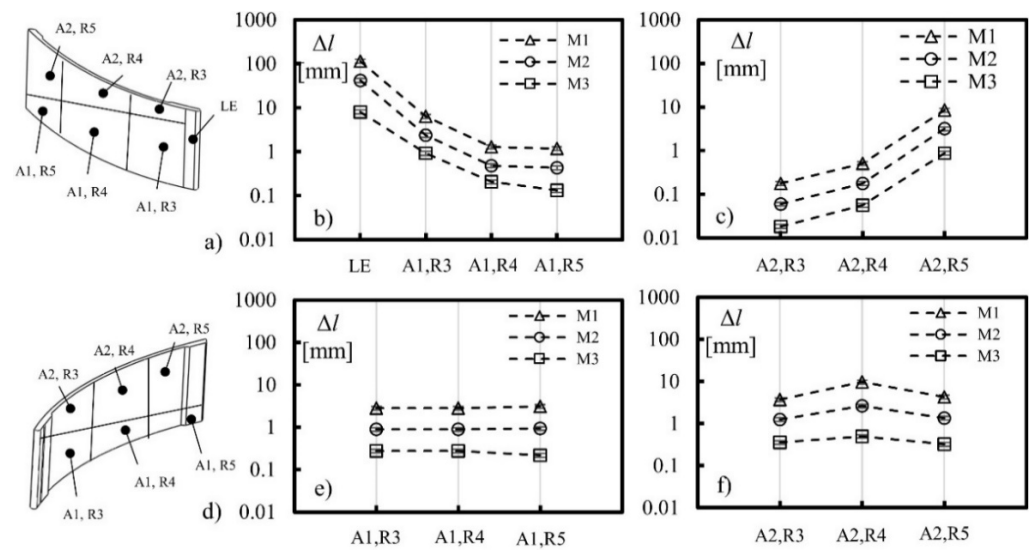 A2, R5
A2, R4
A2, R3
LE
A1, R5
A1, R4
A1, R3
a)
1000
100
10
1
0.1
0.01
Δl
[mm]
M1
M2
M3
b)
LE
A1,R3
A1,R4
A1,R5
1000
100
10
1
0.1
0.01
Δl
[mm]
M1
M2
M3
c)
A2,R3
A2,R4
A2,R5
A2, R5
A2, R4
A2, R3
A1, R5
A1, R4
A1, R3
d)
1000
100
10
1
0.1
0.01
Δl
[mm]
M1
M2
M3
e)
A1,R3
A1,R4
A1,R5
1000
100
10
1
0.1
0.01
Δl
[mm]
M1
M2
M3
f)
A2,R3
A2,R4
A2,R5